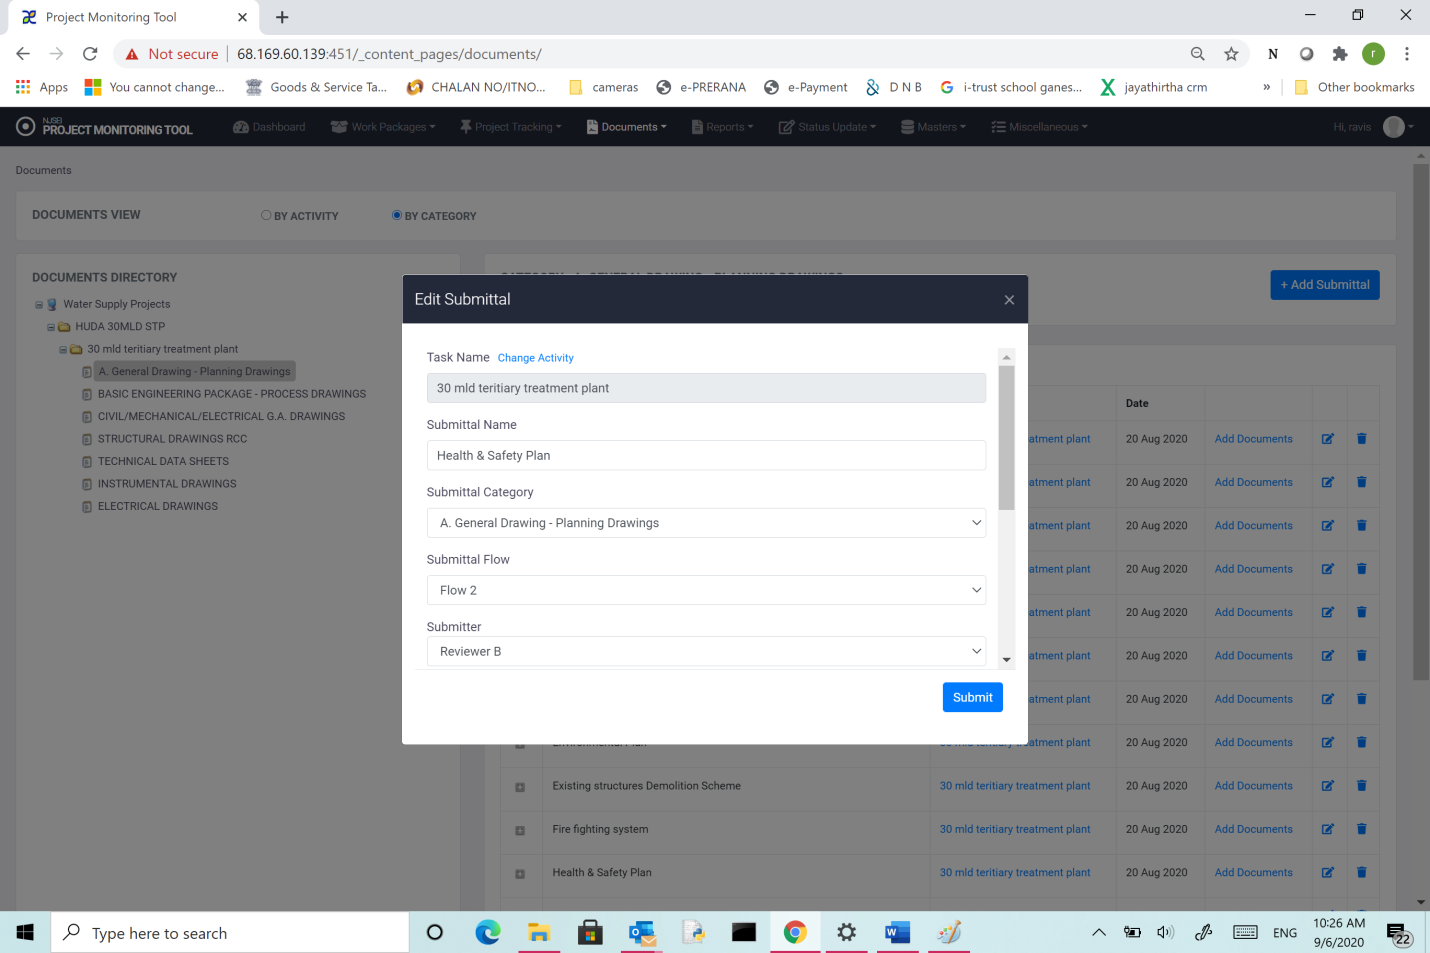 Project Monitoring Tool
Not secure 68.169.60.139:451/_content_pages/documents/
N r
Apps You cannot change... Goods & Service Ta... CHALAN NO/ITNO... cameras e-PRERANA e-Payment D N B i-trust school ganes... jayathirtha crm » Other bookmarks
NJSEI
PROJECT MONITORING TOOL Dashboard Work Packages Project Tracking Documents Reports Status Update Masters Miscellaneous Hi, ravis
Documents
DOCUMENTS VIEW BY ACTIVITY BY CATEGORY
DOCUMENTS DIRECTORY
Water Supply Projects
HUDA 30MLD STP
30 mld teritiary treatment plant
A. General Drawing - Planning Drawings
BASIC ENGINEERING PACKAGE - PROCESS DRAWINGS
CIVIL/MECHANICAL/ELECTRICAL G.A. DRAWINGS
STRUCTURAL DRAWINGS RCC
TECHNICAL DATA SHEETS
INSTRUMENTAL DRAWINGS
ELECTRICAL DRAWINGS
+ Add Submittal
Edit Submittal ×
Task Name Change Activity
30 mld teritiary treatment plant
Submittal Name
Health & Safety Plan
Submittal Category
A. General Drawing - Planning Drawings
Submittal Flow
Flow 2
Submitter
Reviewer B
Submit
Date
atment plant 20 Aug 2020 Add Documents
atment plant 20 Aug 2020 Add Documents
atment plant 20 Aug 2020 Add Documents
atment plant 20 Aug 2020 Add Documents
atment plant 20 Aug 2020 Add Documents
atment plant 20 Aug 2020 Add Documents
atment plant 20 Aug 2020 Add Documents
atment plant 20 Aug 2020 Add Documents
Existing structures Demolition Scheme 30 mld teritiary treatment plant 20 Aug 2020 Add Documents
Fire fighting system 30 mld teritiary treatment plant 20 Aug 2020 Add Documents
Health & Safety Plan 30 mld teritiary treatment plant 20 Aug 2020 Add Documents
Type here to search
ENG
10:26 AM
9/6/2020
22